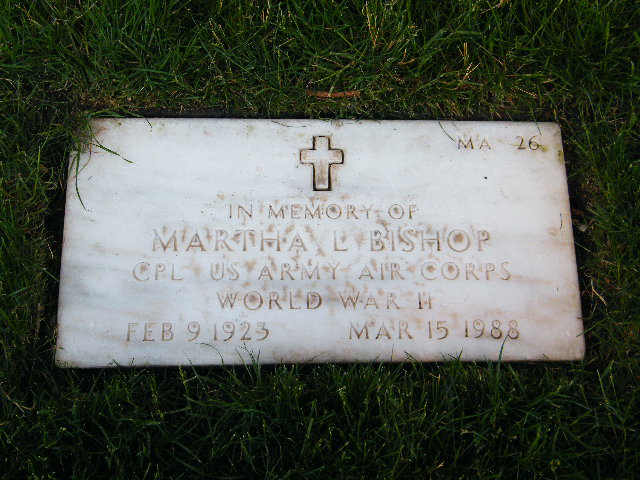 MA 26
IN MEMORY OF
MARTHA L BISHOP
CPL US ARMY AIR CORPS
WORLD WAR II
FEB 9 1923 MAR 15 1988